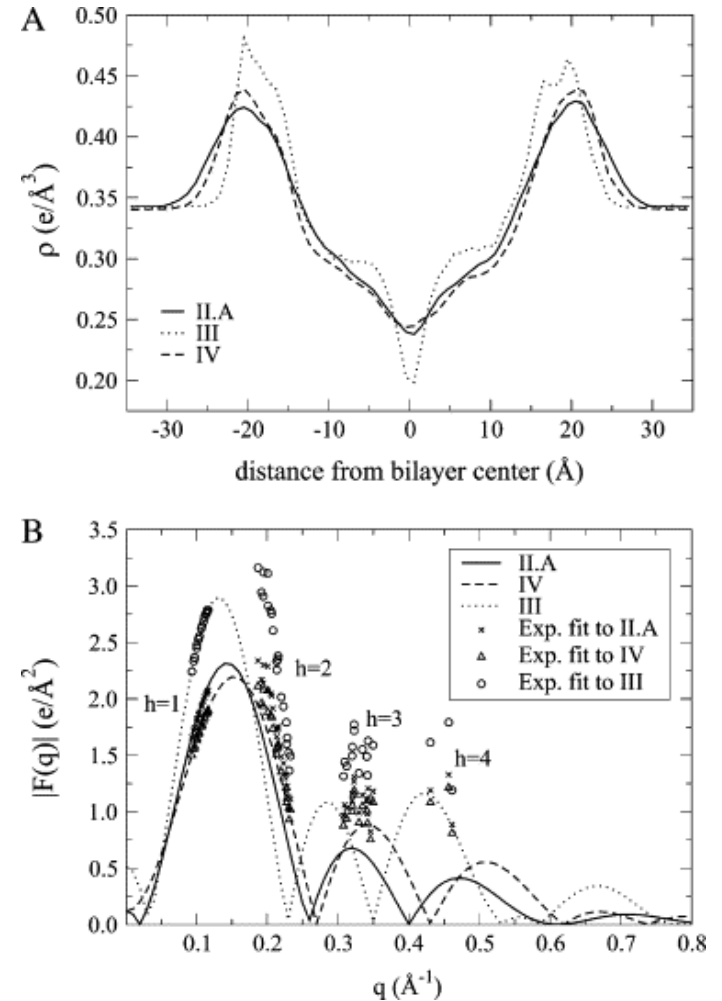 A
0.50
0.45
0.40
0.35
0.30
0.25
0.20
ρ (e/Å³)
II.A
III
IV
-30 -20 -10 0 10 20 30
distance from bilayer center (Å)
B
3.5
3.0
2.5
2.0
1.5
1.0
0.5
0.0
|F(q)| (e/Å²)
h=1
h=2
h=3
h=4
II.A
IV
III
Exp. fit to II.A
Exp. fit to IV
Exp. fit to III
0.1 0.2 0.3 0.4 0.5 0.6 0.7 0.8
q (Å⁻¹)